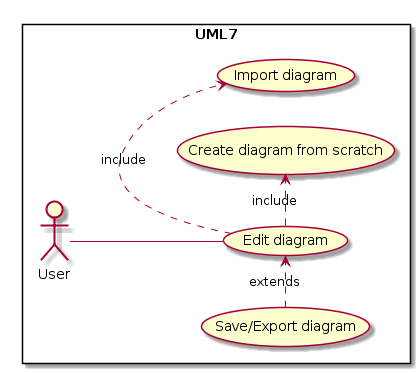 UML7
Import diagram
Create diagram from scratch
include
include
Edit diagram
User
extends
Save/Export diagram